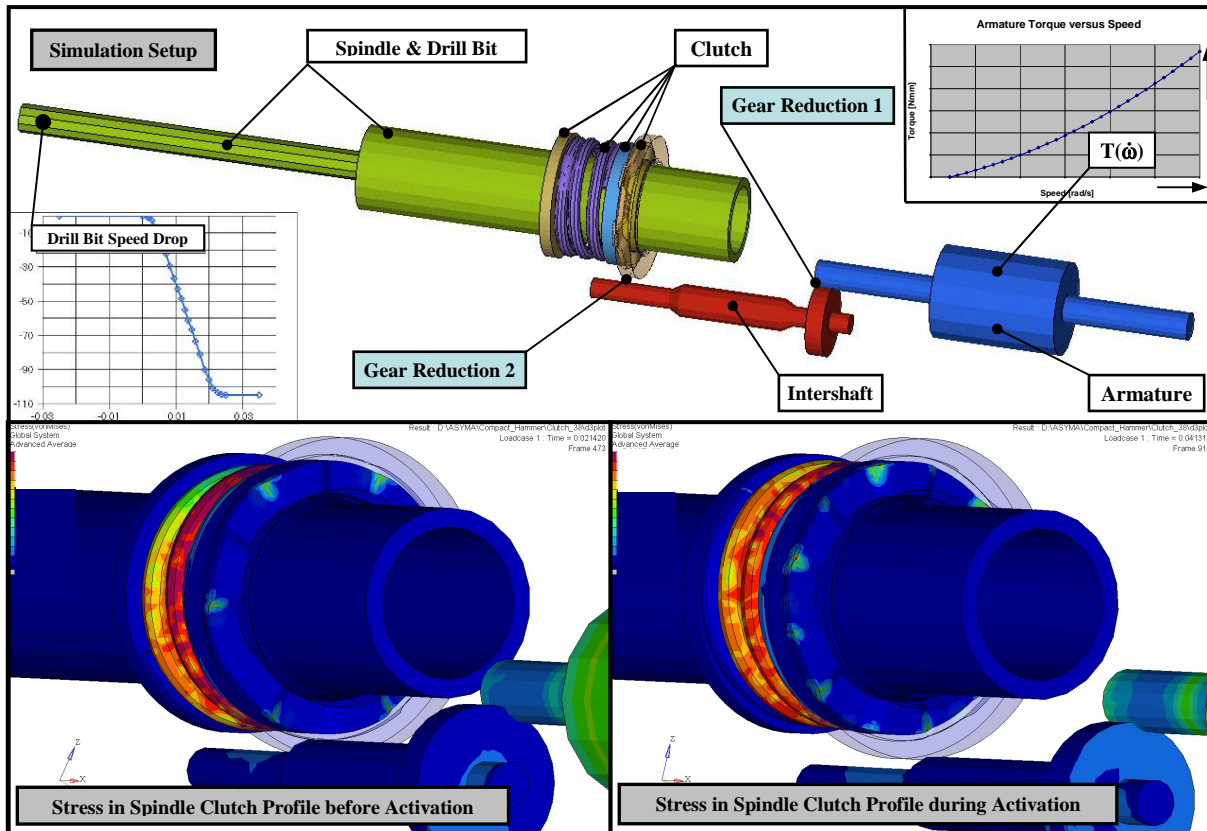 Simulation Setup
Spindle & Drill Bit
Clutch
Gear Reduction 1
Armature Torque versus Speed
Torque [Nmm]
T(ώ)
Speed [rad/s]
Drill Bit Speed Drop
-10
-30
-50
-70
-90
-110
-0.03
-0.01
0.01
0.03
Gear Reduction 2
Intershaft
Armature
Stress(vonMises)
Global System
Advanced Average
Result : D:\ASYMA\Compact_Hammer\Clutch_38\d3plot
Loadcase 1 : Time = 0.021420
Frame 473
Z
X
Stress in Spindle Clutch Profile before Activation
Stress(vonMises)
Global System
Advanced Average
Result : D:\ASYMA\Compact_Hammer\Clutch_38\d3plot
Loadcase 1 : Time = 0.04131
Frame 91
Z
X
Stress in Spindle Clutch Profile during Activation